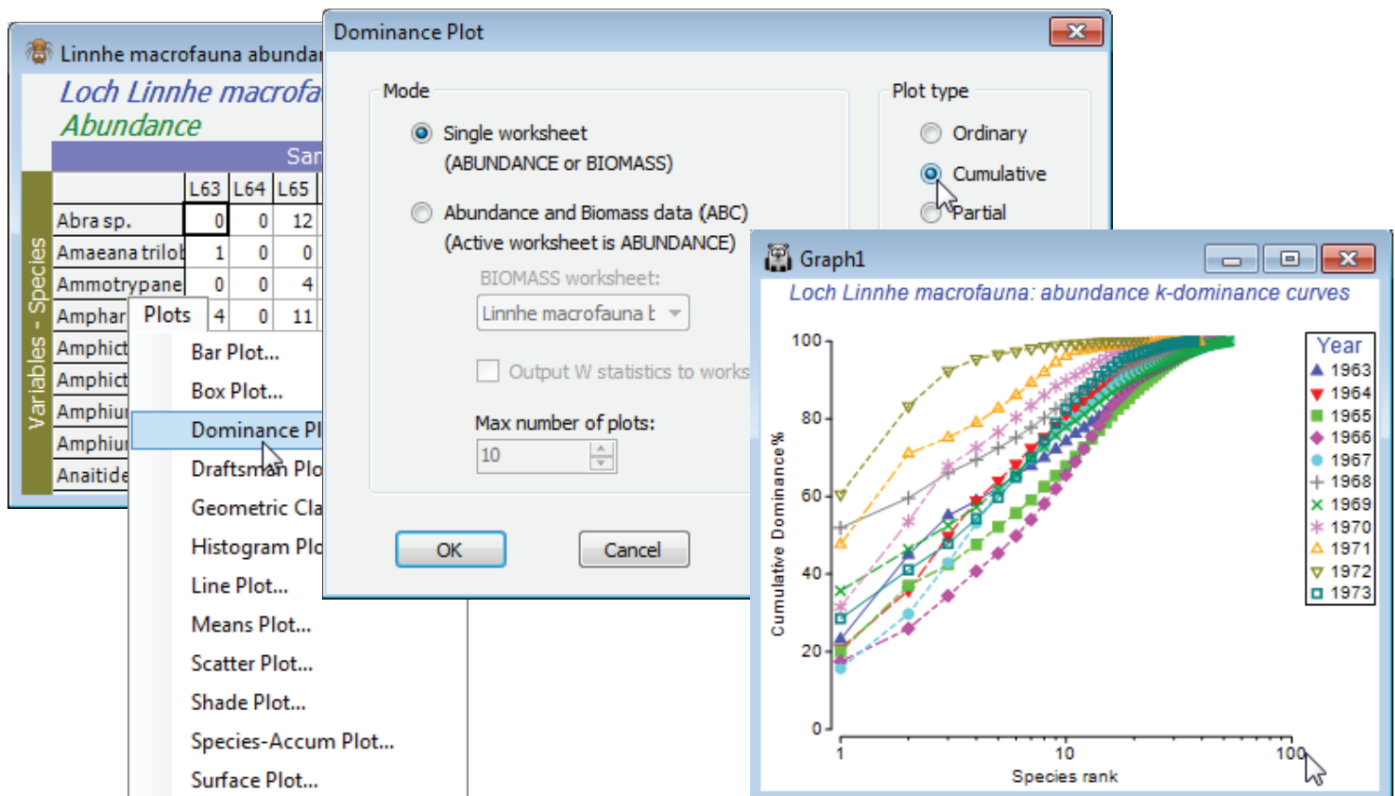 Linnhe macrofauna abundan
Loch Linnhe macrofa
Abundance
Sar
L63 L64 L65
Variables - Species
Abra sp. 0 0 12
Amaeana trilob 1 0 0
Ammotrypane 0 0 4
Amphar 4 0 11
Amphict
Amphict
Amphiur
Amphiur
Anaitide
Plots
Bar Plot...
Box Plot...
Dominance Pl
Draftsman Plo
Geometric Cla
Histogram Plo
Line Plot...
Means Plot...
Scatter Plot...
Shade Plot...
Species-Accum Plot...
Surface Plot...
Dominance Plot
Mode
Single worksheet
(ABUNDANCE or BIOMASS)
Abundance and Biomass data (ABC)
(Active worksheet is ABUNDANCE)
BIOMASS worksheet:
Linnhe macrofauna b
Output W statistics to works
Max number of plots:
10
OK Cancel
Plot type
Ordinary
Cumulative
Partial
Graph1
Loch Linnhe macrofauna: abundance k-dominance curves
Cumulative Dominance%
100
80
60
40
20
0
1 10 100
Species rank
Year
1963
1964
1965
1966
1967
1968
1969
1970
1971
1972
1973